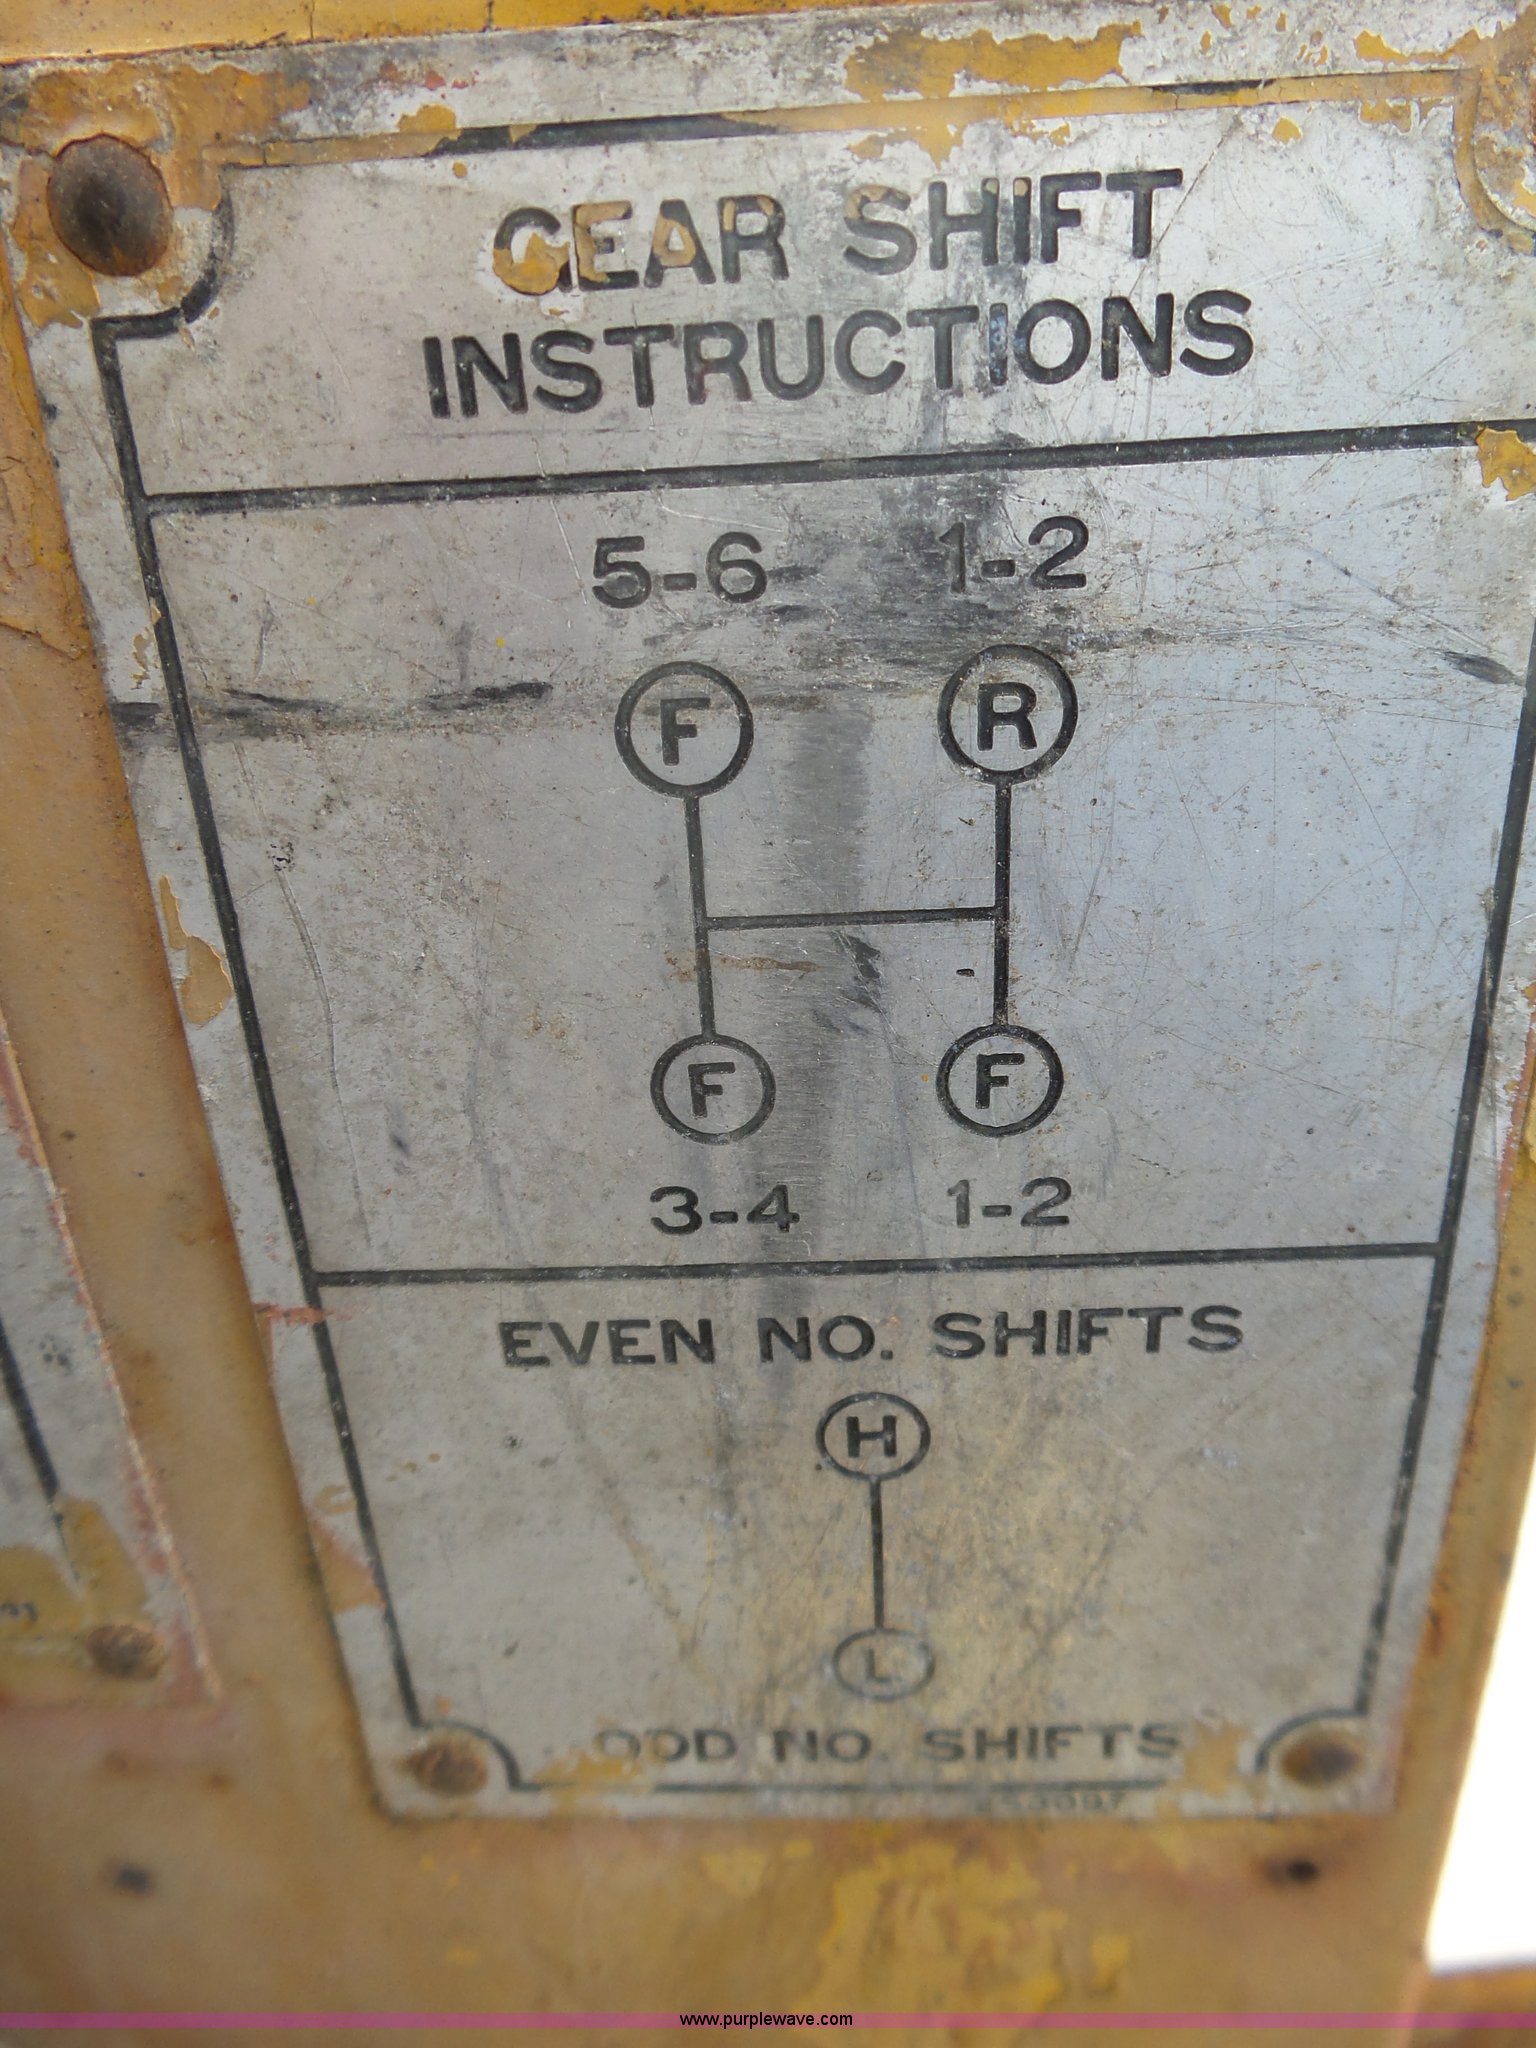 GEAR SHIFT
INSTRUCTIONS
5-6 1-2
F R
F F
3-4 1-2
EVEN NO. SHIFTS
H
L
ODD NO. SHIFTS
www.purplewave.com